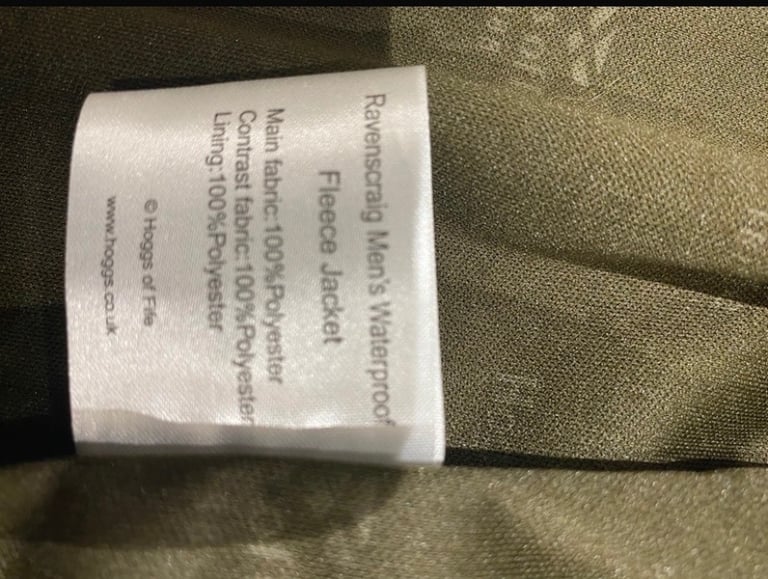 Ravenscraig Men's Waterproof
Fleece Jacket
Main fabric:100%Polyester
Contrast fabric:100%Polyester
Lining:100%Polyester
© Hoggs of Fife
www.hoggs.co.uk